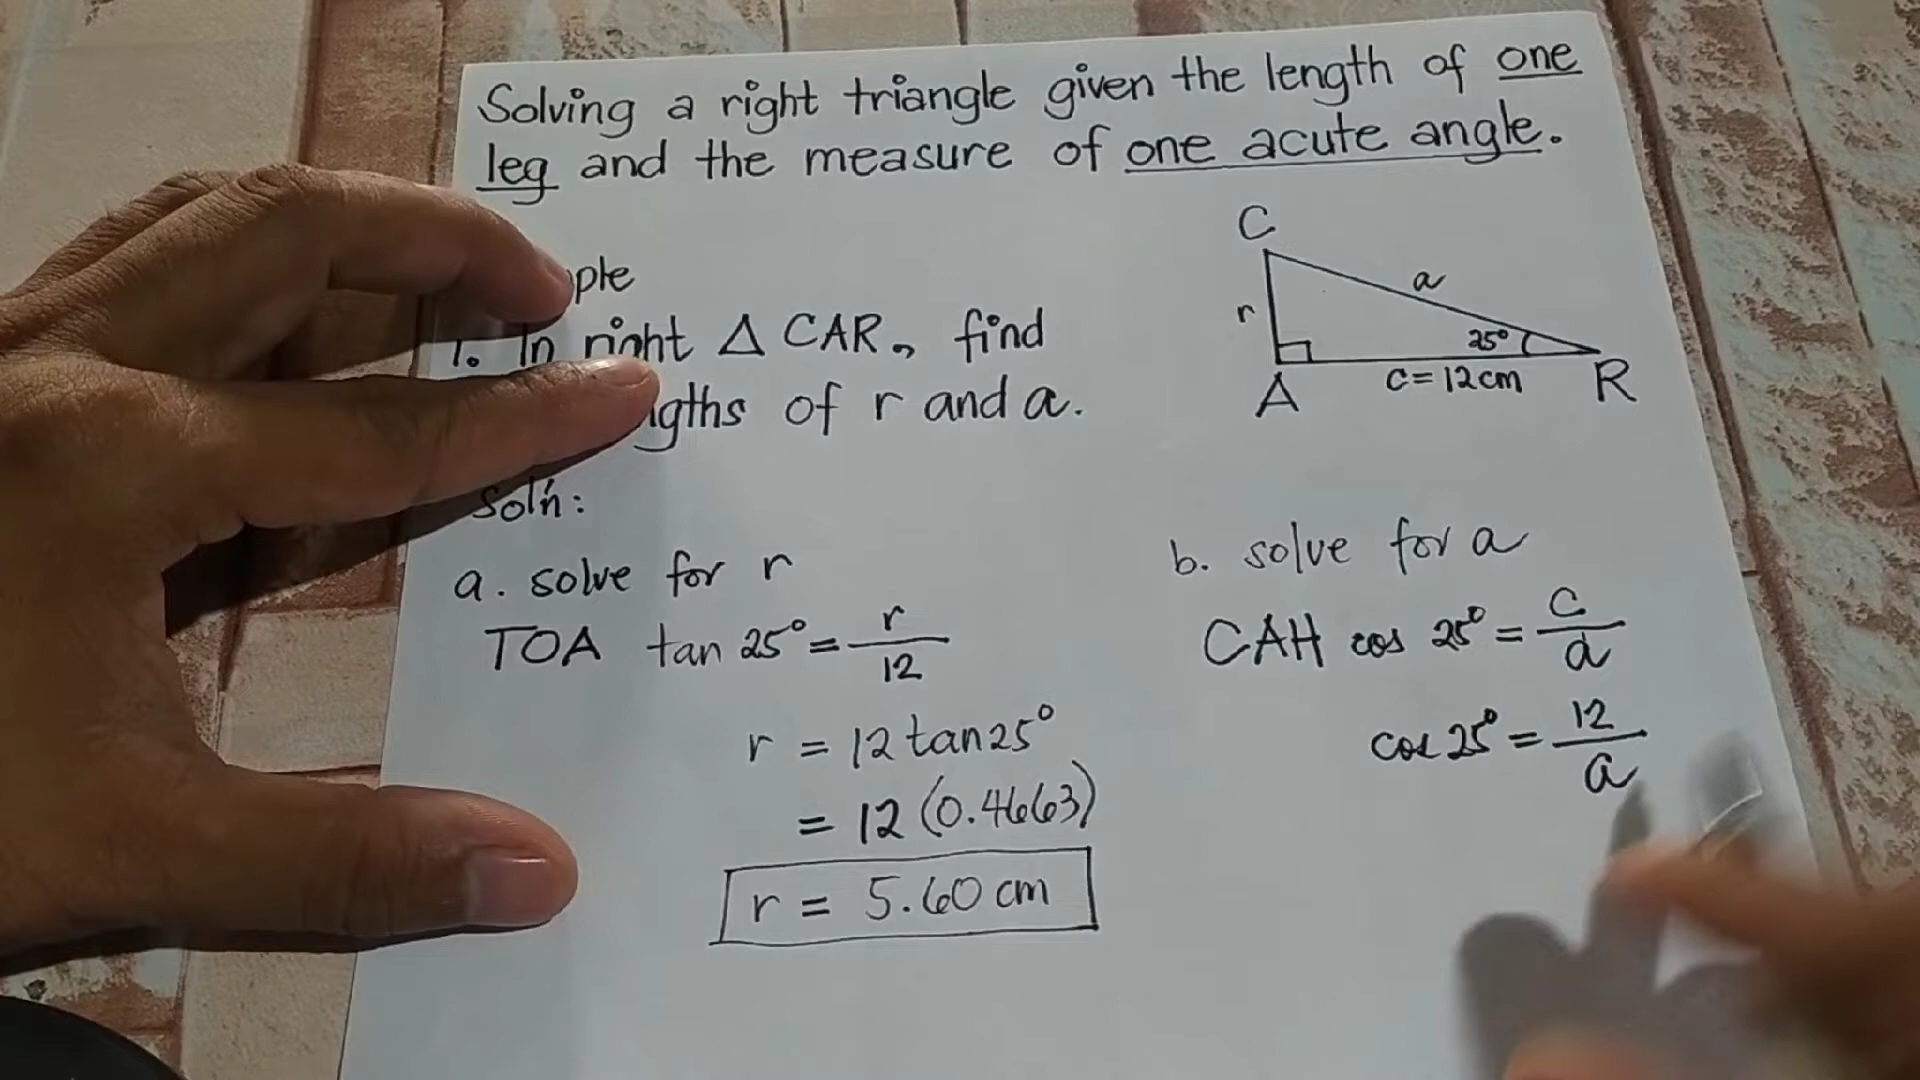 Solving a right triangle given the length of one
leg and the measure of one acute angle.
ple
1. In right △ CAR, find
gths of r and a.
Sol'n:
a. solve for r
TOA tan 25° = r/12
r = 12 tan 25°
= 12 (0.4663)
r = 5.60 cm
C
a
r
25°
A
c = 12 cm
R
b. solve for a
CAH cos 25° = c/a
cos 25° = 12/a